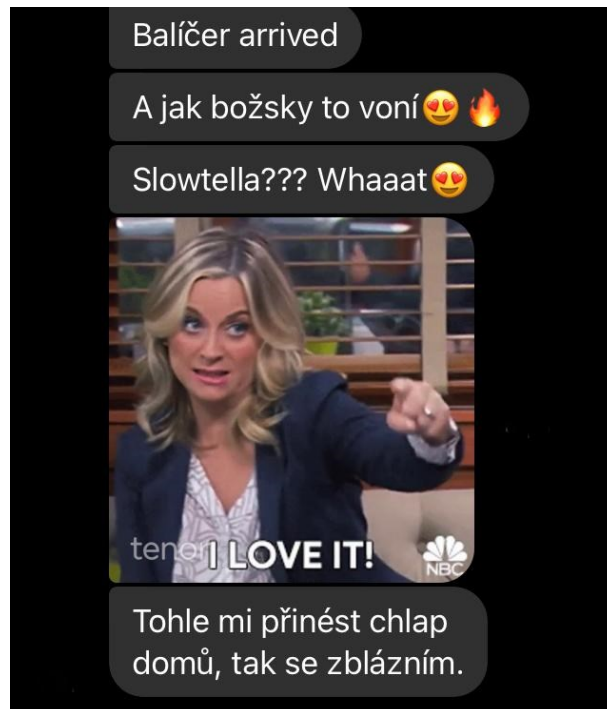 Balíčer arrived
A jak božsky to voní😍🔥
Slowtella??? Whaaat😍
tenor
I LOVE IT!
NBC
Tohle mi přinést chlap
domů, tak se zblázním.